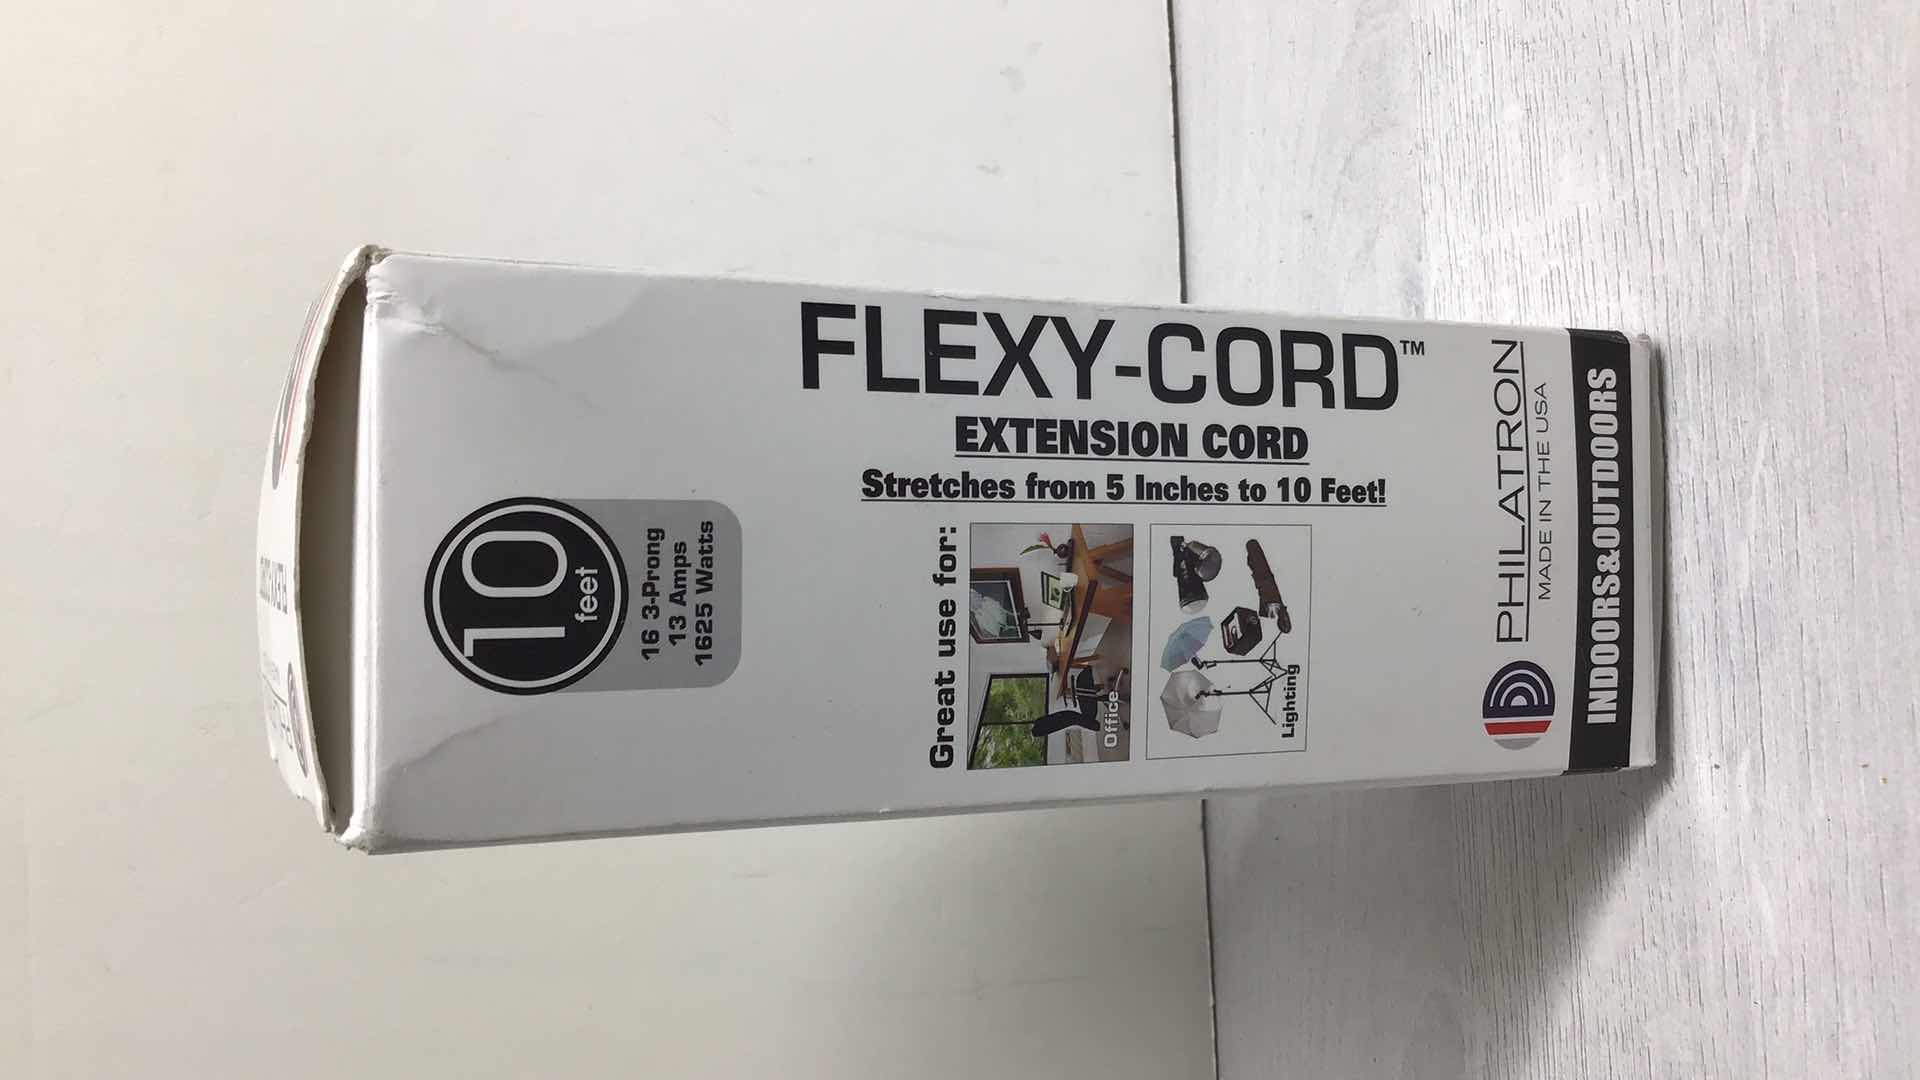 10
feet
16 3-Prong
13 Amps
1625 Watts
FLEXY-CORD™
EXTENSION CORD
Stretches from 5 Inches to 10 Feet!
Great use for:
Office
Lighting
PHILATRON
MADE IN THE USA
INDOORS&OUTDOORS